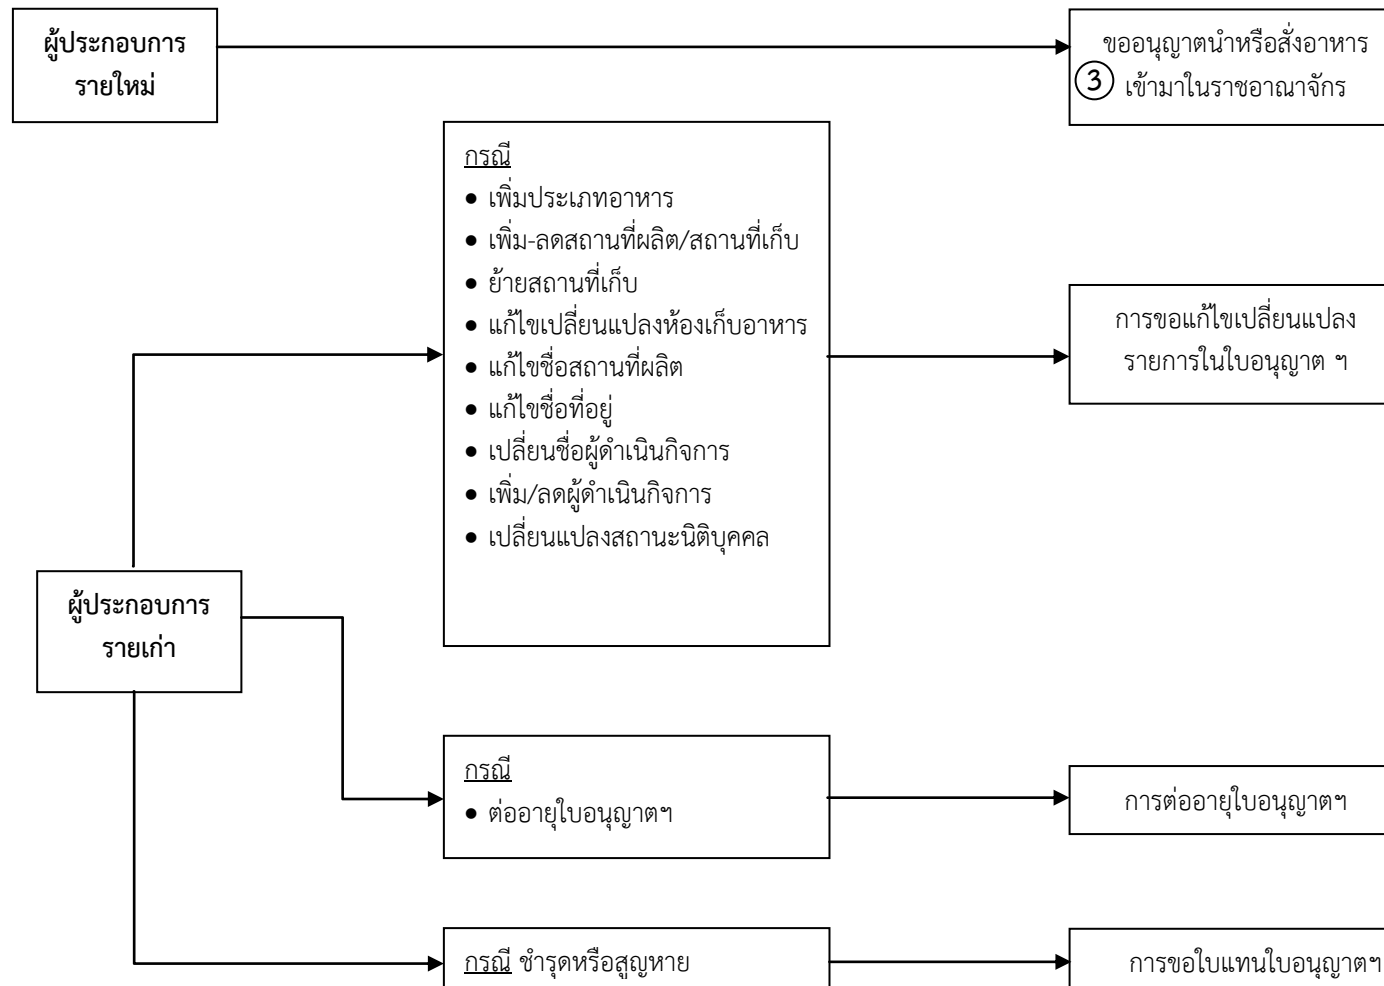 ผู้ประกอบการ
รายใหม่
ขออนุญาตนำหรือสั่งอาหาร
③ เข้ามาในราชอาณาจักร
กรณี
• เพิ่มประเภทอาหาร
• เพิ่ม-ลดสถานที่ผลิต/สถานที่เก็บ
• ย้ายสถานที่เก็บ
• แก้ไขเปลี่ยนแปลงห้องเก็บอาหาร
• แก้ไขชื่อสถานที่ผลิต
• แก้ไขชื่อที่อยู่
• เปลี่ยนชื่อผู้ดำเนินกิจการ
• เพิ่ม/ลดผู้ดำเนินกิจการ
• เปลี่ยนแปลงสถานะนิติบุคคล
การขอแก้ไขเปลี่ยนแปลง
รายการในใบอนุญาต ฯ
ผู้ประกอบการ
รายเก่า
กรณี
• ต่ออายุใบอนุญาตฯ
การต่ออายุใบอนุญาตฯ
กรณี ชำรุดหรือสูญหาย
การขอใบแทนใบอนุญาตฯ